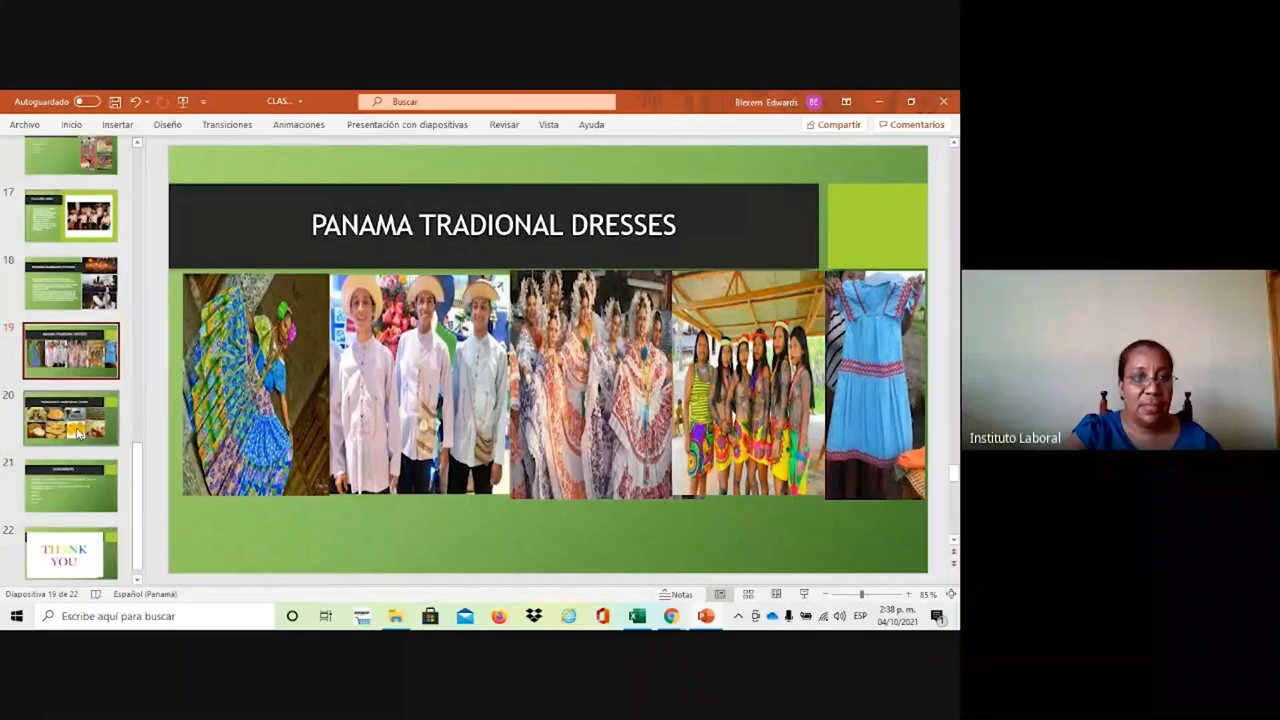 Autoguardado
CLAS...
Buscar
Blexem Edwards
BE
Archivo Inicio Insertar Diseño Transiciones Animaciones Presentación con diapositivas Revisar Vista Ayuda
Compartir Comentarios
17
18
19
20
21
22
THANK
YOU
PANAMA TRADIONAL DRESSES
Instituto Laboral
Diapositiva 19 de 22 Español (Panamá) Notas 85 %
Escribe aquí para buscar
ESP
2:38 p. m.
04/10/2021